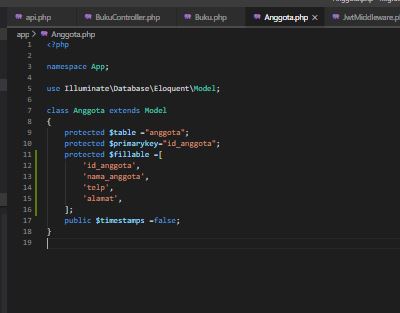 api.php BukuController.php Buku.php Anggota.php × JwtMiddleware.p
app > Anggota.php
1 <?php
2
3 namespace App;
4
5 use Illuminate\Database\Eloquent\Model;
6
7 class Anggota extends Model
8 {
9 protected $table ="anggota";
10 protected $primarykey="id_anggota";
11 protected $fillable =[
12 'id_anggota',
13 'nama_anggota',
14 'telp',
15 'alamat',
16 ];
17 public $timestamps =false;
18 }
19